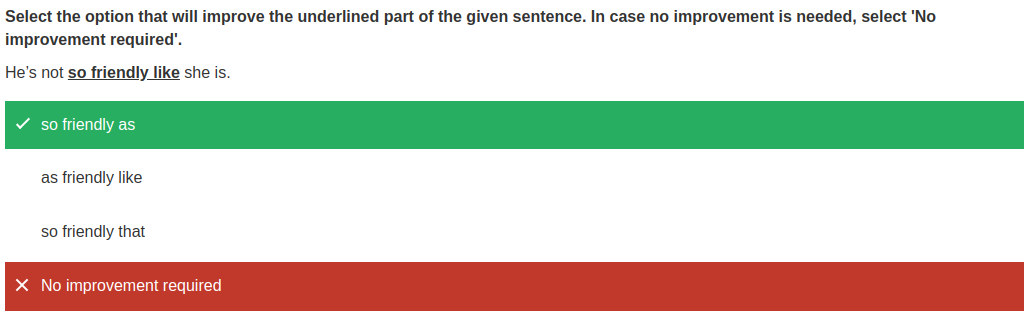 Select the option that will improve the underlined part of the given sentence. In case no improvement is needed, select 'No
improvement required'.
He's not so friendly like she is.
so friendly as
as friendly like
so friendly that
No improvement required